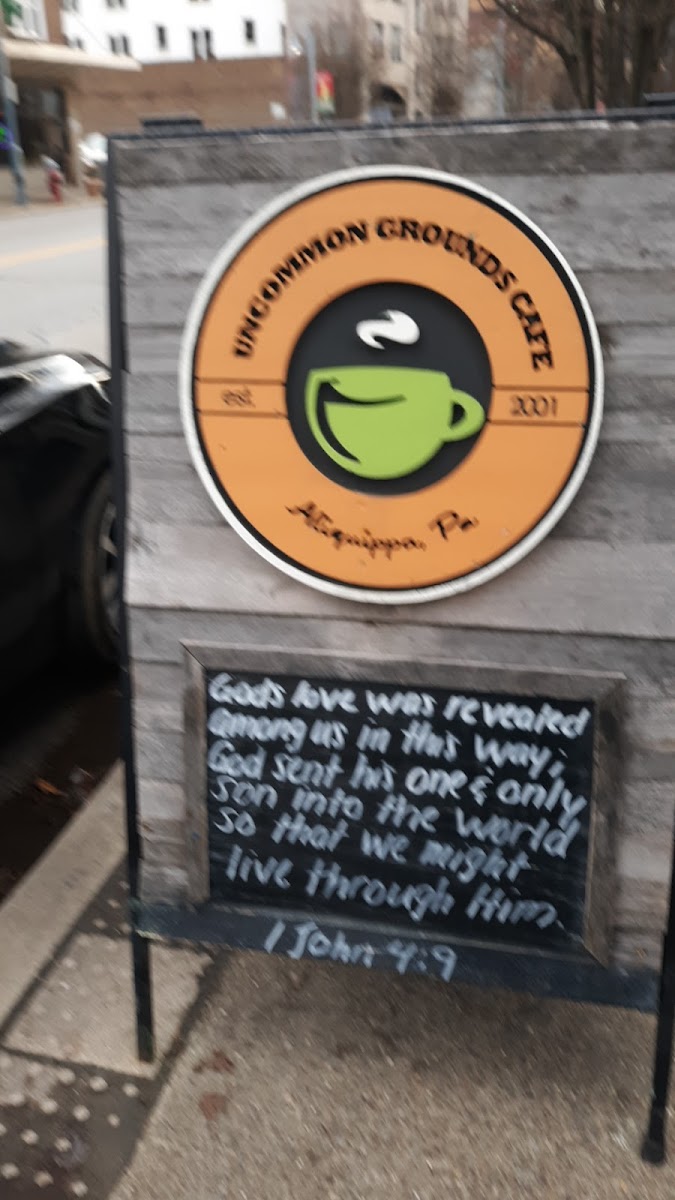 UNCOMMON GROUNDS CAFE
est. 2001
Aliquippa, Pa
God's love was revealed
among us in this way;
God sent his one & only
son into the world
so that we might
live through Him.
1 John 4:9